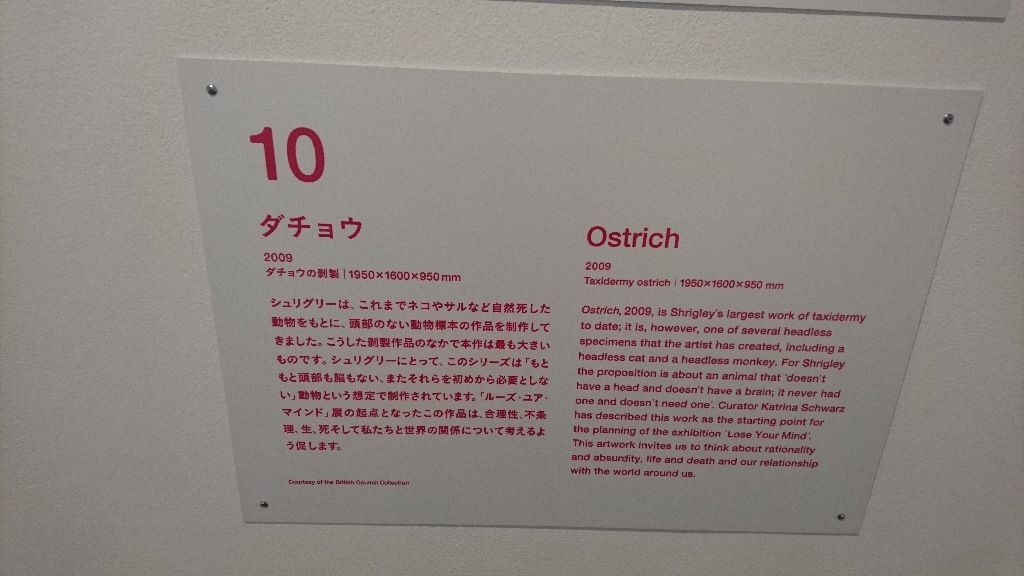 10
ダチョウ
2009
ダチョウの剥製 | 1950×1600×950 mm
シュリグリーは、これまでネコやサルなど自然死した
動物をもとに、頭部のない動物標本の作品を制作して
きました。こうした剥製作品のなかで本作は最も大きい
ものです。シュリグリーにとって、このシリーズは「もと
もと頭部も脳もない、またそれらを初めから必要としな
い」動物という想定で制作されています。「ルーズ・ユア・
マインド」展の起点となったこの作品は、合理性、不条
理、生、死そして私たちと世界の関係について考えるよ
う促します。
Courtesy of the British Council Collection
Ostrich
2009
Taxidermy ostrich | 1950×1600×950 mm
Ostrich, 2009, is Shrigley's largest work of taxidermy
to date; it is, however, one of several headless
specimens that the artist has created, including a
headless cat and a headless monkey. For Shrigley
the proposition is about an animal that 'doesn't
have a head and doesn't have a brain; it never had
one and doesn't need one'. Curator Katrina Schwarz
has described this work as the starting point for
the planning of the exhibition 'Lose Your Mind'.
This artwork invites us to think about rationality
and absurdity, life and death and our relationship
with the world around us.